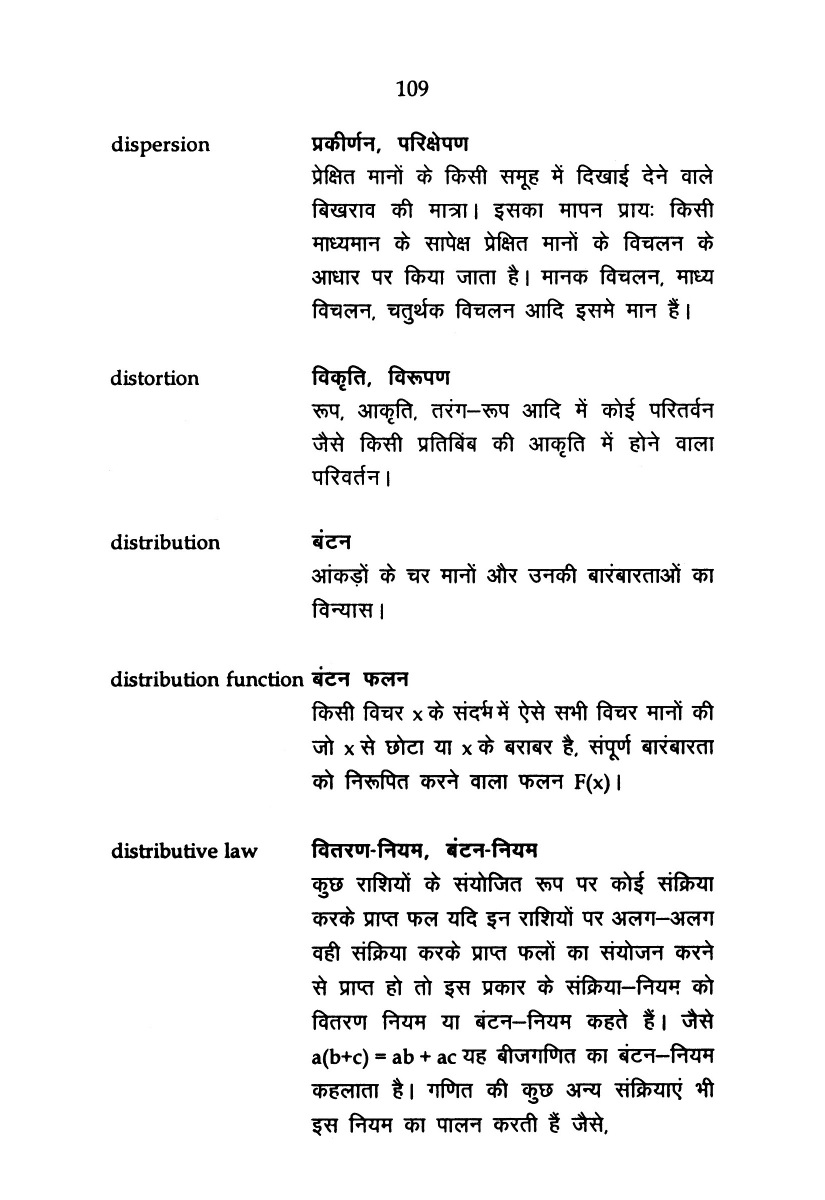 109
dispersion प्रकीर्णन, परिक्षेपण
प्रेक्षित मानों के किसी समूह में दिखाई देने वाले
बिखराव की मात्रा। इसका मापन प्रायः किसी
माध्यमान के सापेक्ष प्रेक्षित मानों के विचलन के
आधार पर किया जाता है। मानक विचलन, माध्य
विचलन, चतुर्थक विचलन आदि इसमे मान हैं।
distortion विकृति, विरूपण
रूप, आकृति, तरंग–रूप आदि में कोई परितर्वन
जैसे किसी प्रतिबिंब की आकृति में होने वाला
परिवर्तन।
distribution बंटन
आंकड़ों के चर मानों और उनकी बारंबारताओं का
विन्यास।
distribution function बंटन फलन
किसी विचर x के संदर्भ में ऐसे सभी विचर मानों की
जो x से छोटा या x के बराबर है, संपूर्ण बारंबारता
को निरूपित करने वाला फलन F(x)।
distributive law वितरण-नियम, बंटन-नियम
कुछ राशियों के संयोजित रूप पर कोई संक्रिया
करके प्राप्त फल यदि इन राशियों पर अलग–अलग
वही संक्रिया करके प्राप्त फलों का संयोजन करने
से प्राप्त हो तो इस प्रकार के संक्रिया–नियम को
वितरण नियम या बंटन–नियम कहते हैं। जैसे
a(b+c) = ab + ac यह बीजगणित का बंटन–नियम
कहलाता है। गणित की कुछ अन्य संक्रियाएं भी
इस नियम का पालन करती हैं जैसे,